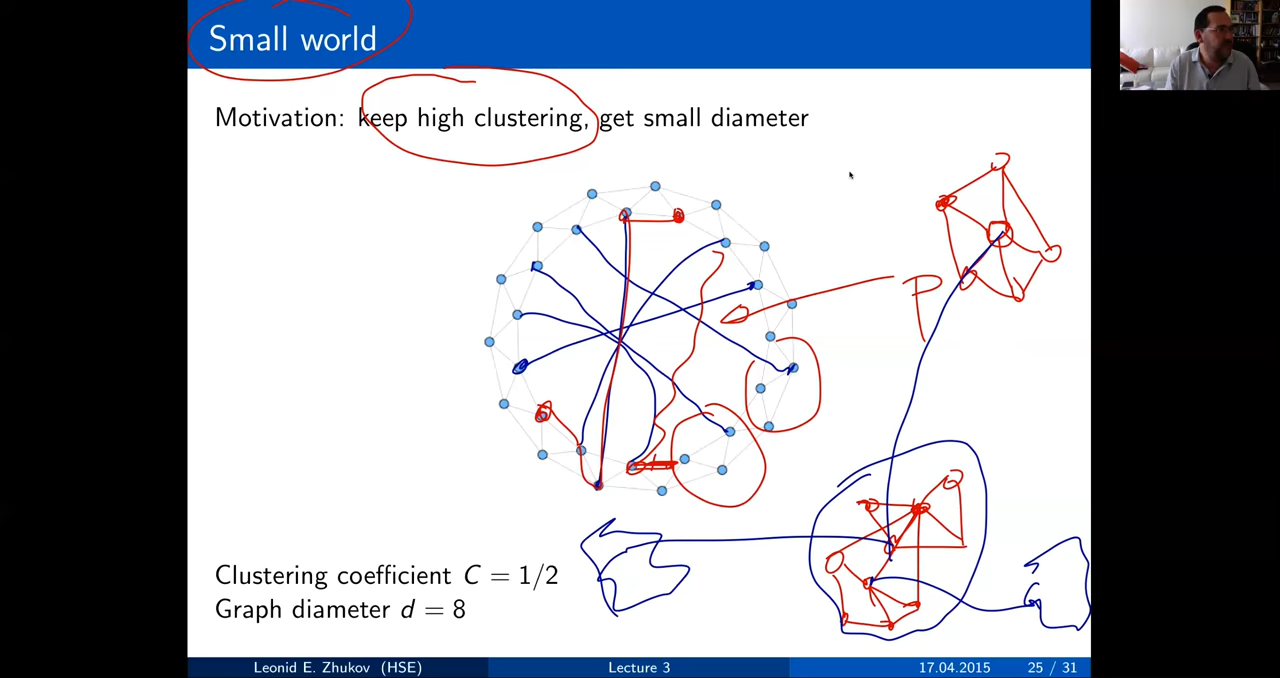 Small world
Motivation: keep high clustering, get small diameter
P
Clustering coefficient C = 1/2
Graph diameter d = 8
Leonid E. Zhukov (HSE) Lecture 3 17.04.2015 25 / 31